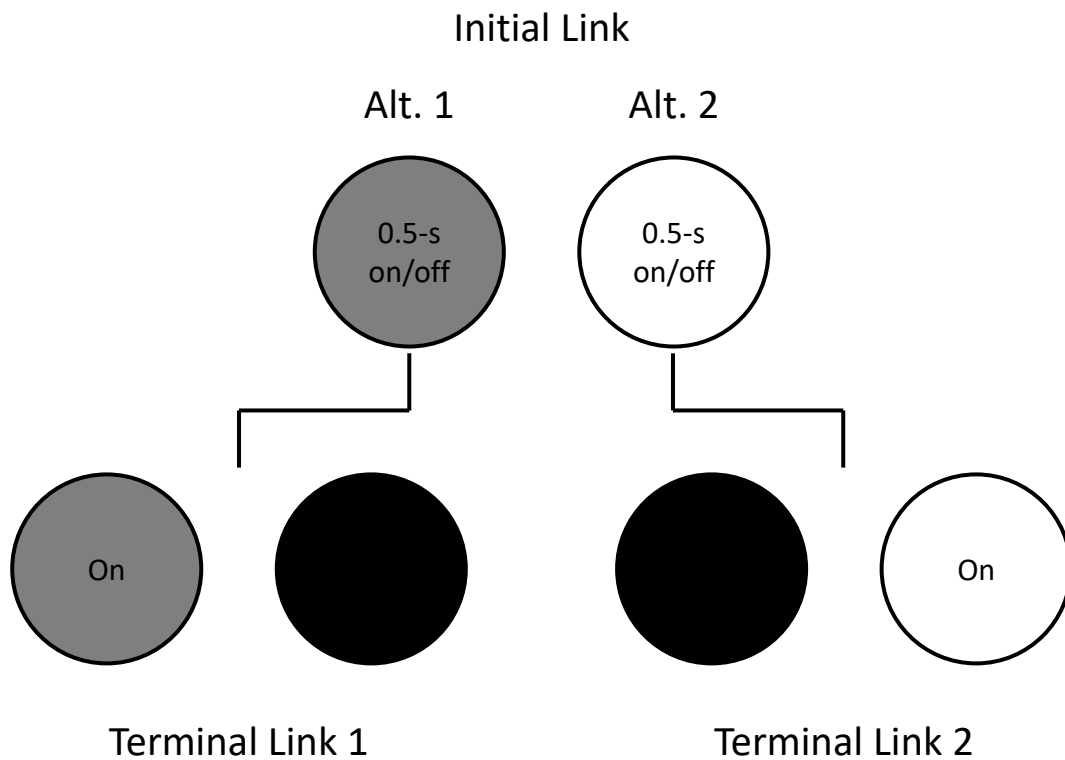 Initial Link
Alt. 1
Alt. 2
0.5-s
on/off
0.5-s
on/off
On
On
Terminal Link 1
Terminal Link 2